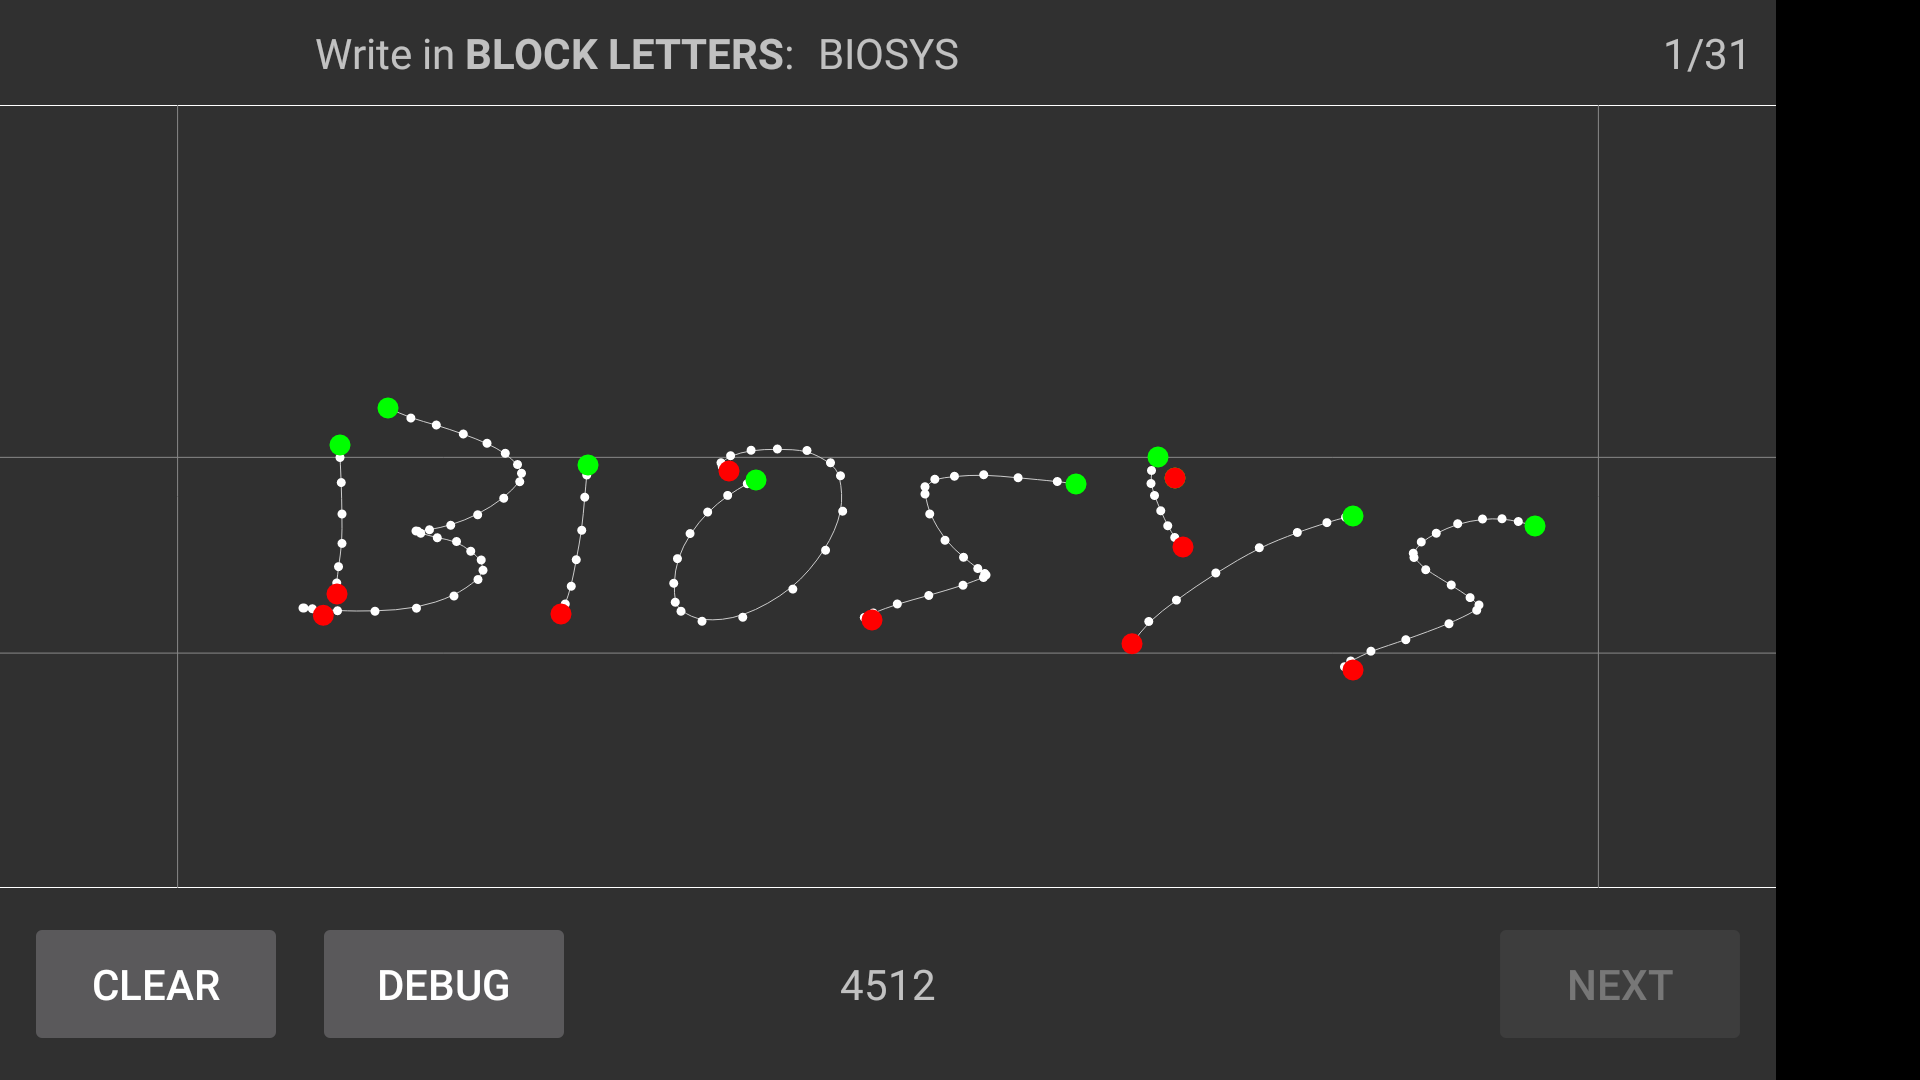 Write in BLOCK LETTERS: BIOSYS 1/31
BIOSYS
CLEAR DEBUG 4512 NEXT